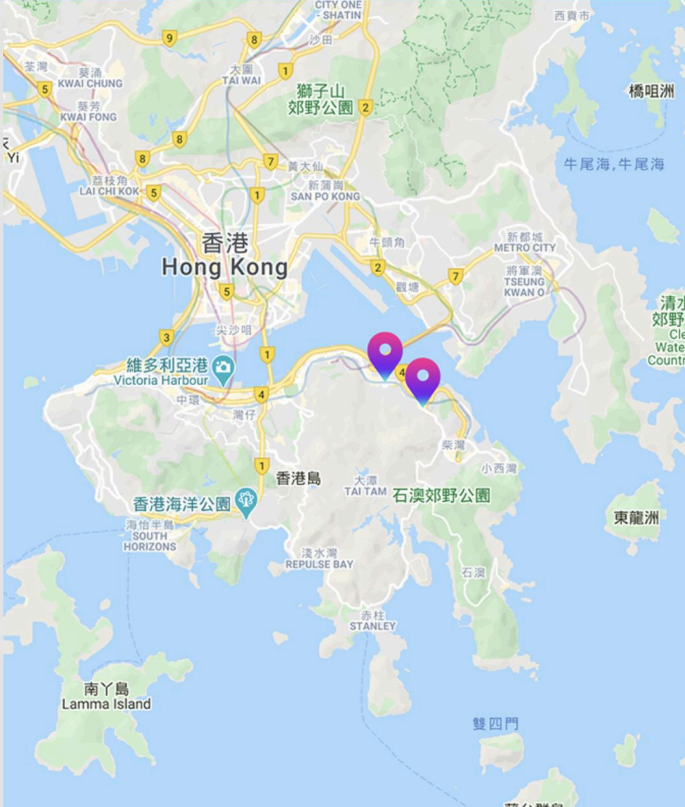 CITY ONE
- SHATIN
西貢市
9
8
沙田
荃灣
葵涌
KWAI CHUNG
大圍
TAI WAI
1
5
獅子山
郊野公園
2
橋咀洲
葵芳
KWAI FONG
Yi
8
8
7
黃大仙
牛尾海,牛尾海
荔枝角
LAI CHI KOK
5
1
新蒲崗
SAN PO KONG
香港
Hong Kong
牛頭角
新都城
METRO CITY
2
7
將軍澳
TSEUNG
KWAN O
觀塘
5
清水
郊野
Cle
Wate
Countr
尖沙咀
3
1
維多利亞港
Victoria Harbour
4
中環
4
灣仔
柴灣
小西灣
1
香港島
大潭
TAI TAM
石澳郊野公園
香港海洋公園
東龍洲
海怡半島
SOUTH
HORIZONS
淺水灣
REPULSE BAY
石澳
赤柱
STANLEY
南丫島
Lamma Island
雙四門